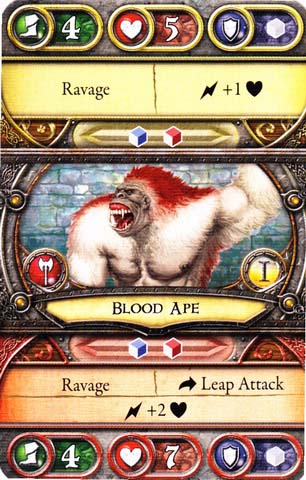 4 5
Ravage +1
I
BLOOD APE
Ravage Leap Attack
+2
4 7